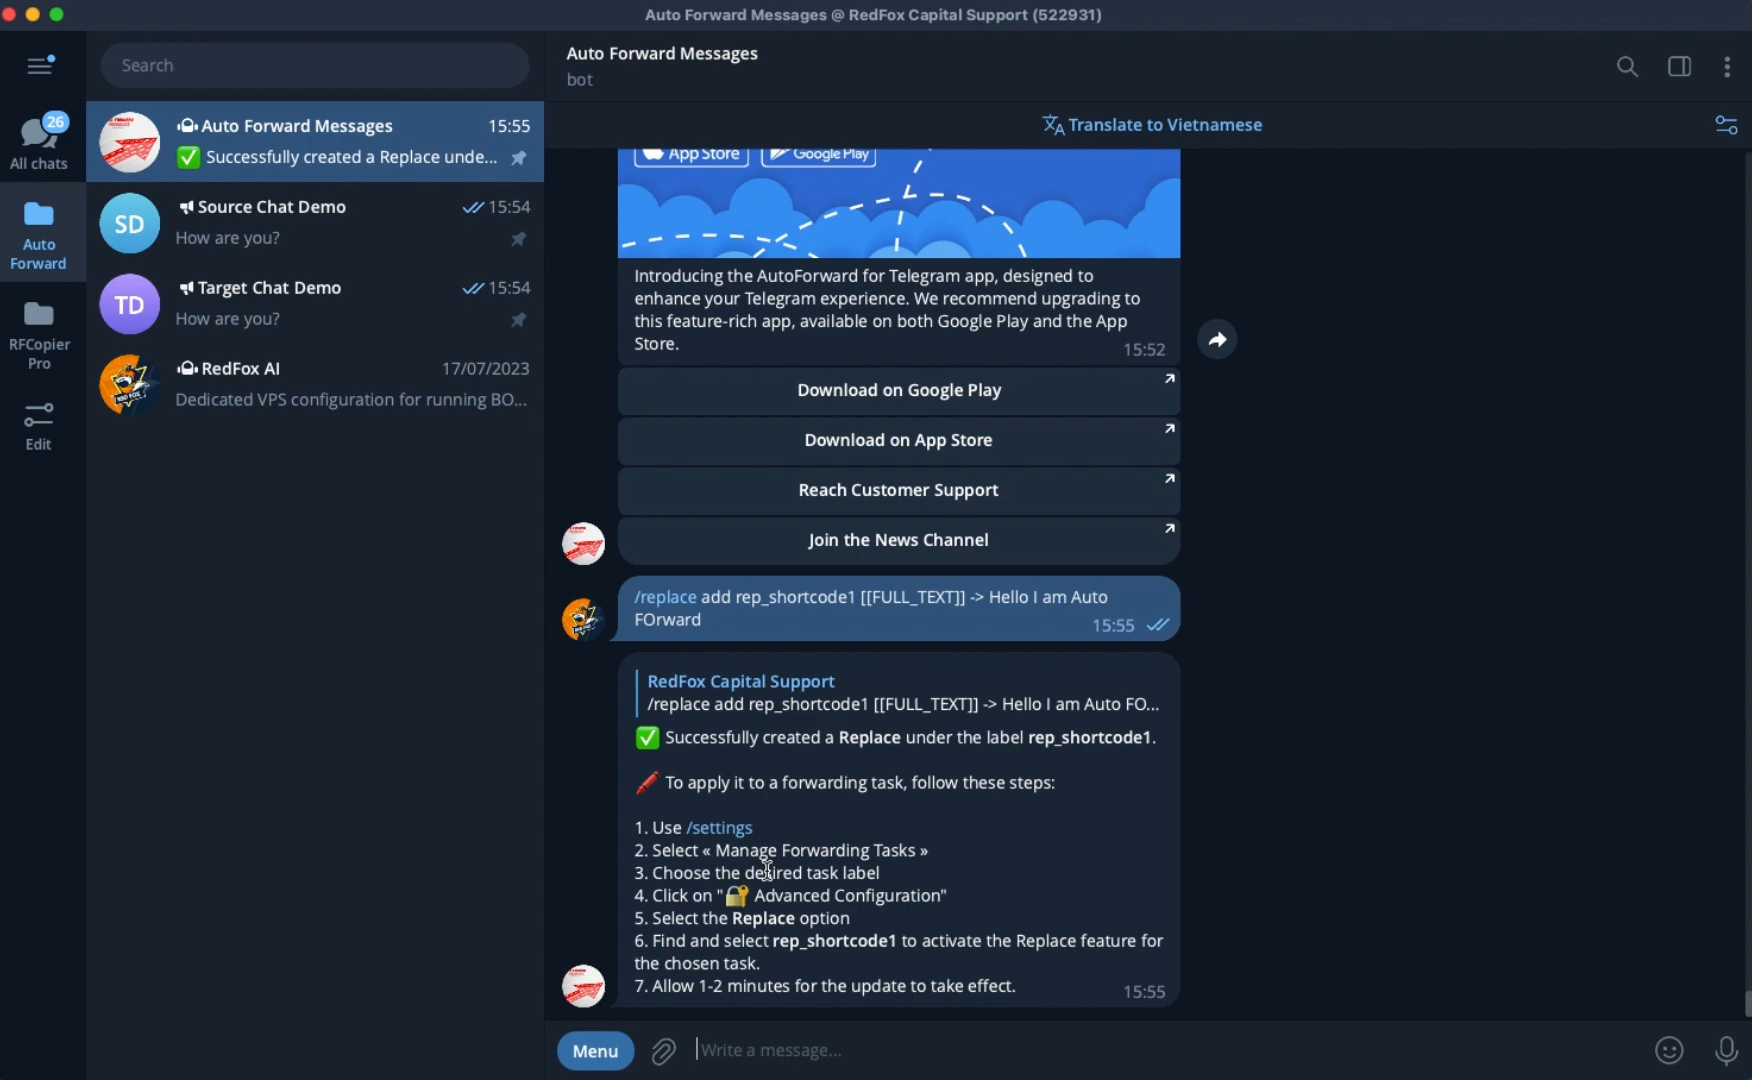 Auto Forward Messages @ RedFox Capital Support (522931)
Search
26
All chats
Auto
Forward
RFCopier
Pro
Edit
Auto Forward Messages 15:55
✅ Successfully created a Replace unde...
SD
Source Chat Demo 15:54
How are you?
TD
Target Chat Demo 15:54
How are you?
RedFox AI 17/07/2023
Dedicated VPS configuration for running BO...
Auto Forward Messages
bot
Translate to Vietnamese
App Store Google Play
Introducing the AutoForward for Telegram app, designed to
enhance your Telegram experience. We recommend upgrading to
this feature-rich app, available on both Google Play and the App
Store.
15:52
Download on Google Play
Download on App Store
Reach Customer Support
Join the News Channel
/replace add rep_shortcode1 [[FULL_TEXT]] -> Hello I am Auto
FOrward
15:55
RedFox Capital Support
/replace add rep_shortcode1 [[FULL_TEXT]] -> Hello I am Auto FO...
✅ Successfully created a Replace under the label rep_shortcode1.
🖍 To apply it to a forwarding task, follow these steps:
1. Use /settings
2. Select « Manage Forwarding Tasks »
3. Choose the desired task label
4. Click on "🔐 Advanced Configuration"
5. Select the Replace option
6. Find and select rep_shortcode1 to activate the Replace feature for
the chosen task.
7. Allow 1-2 minutes for the update to take effect.
15:55
Menu
Write a message...